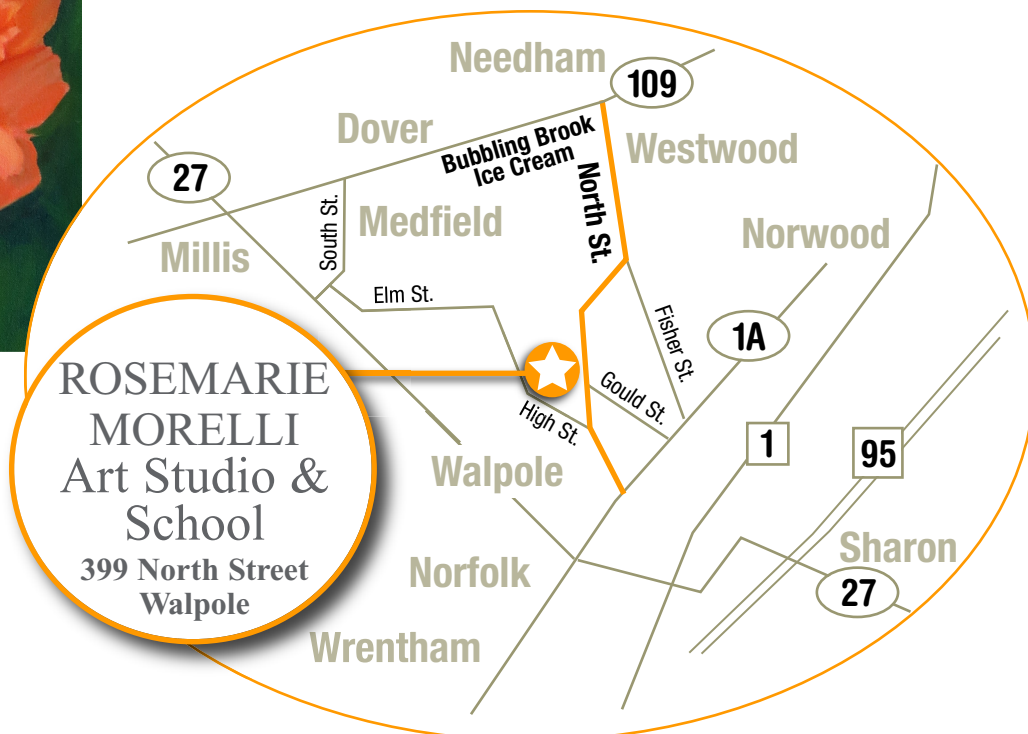 Needham
109
Dover
Bubbling Brook
Ice Cream
Westwood
27
South St.
Medfield
North St.
Norwood
Millis
Elm St.
Fisher St.
1A
ROSEMARIE
MORELLI
Art Studio &
School
399 North Street
Walpole
Gould St.
High St.
1
95
Walpole
Sharon
Norfolk
27
Wrentham